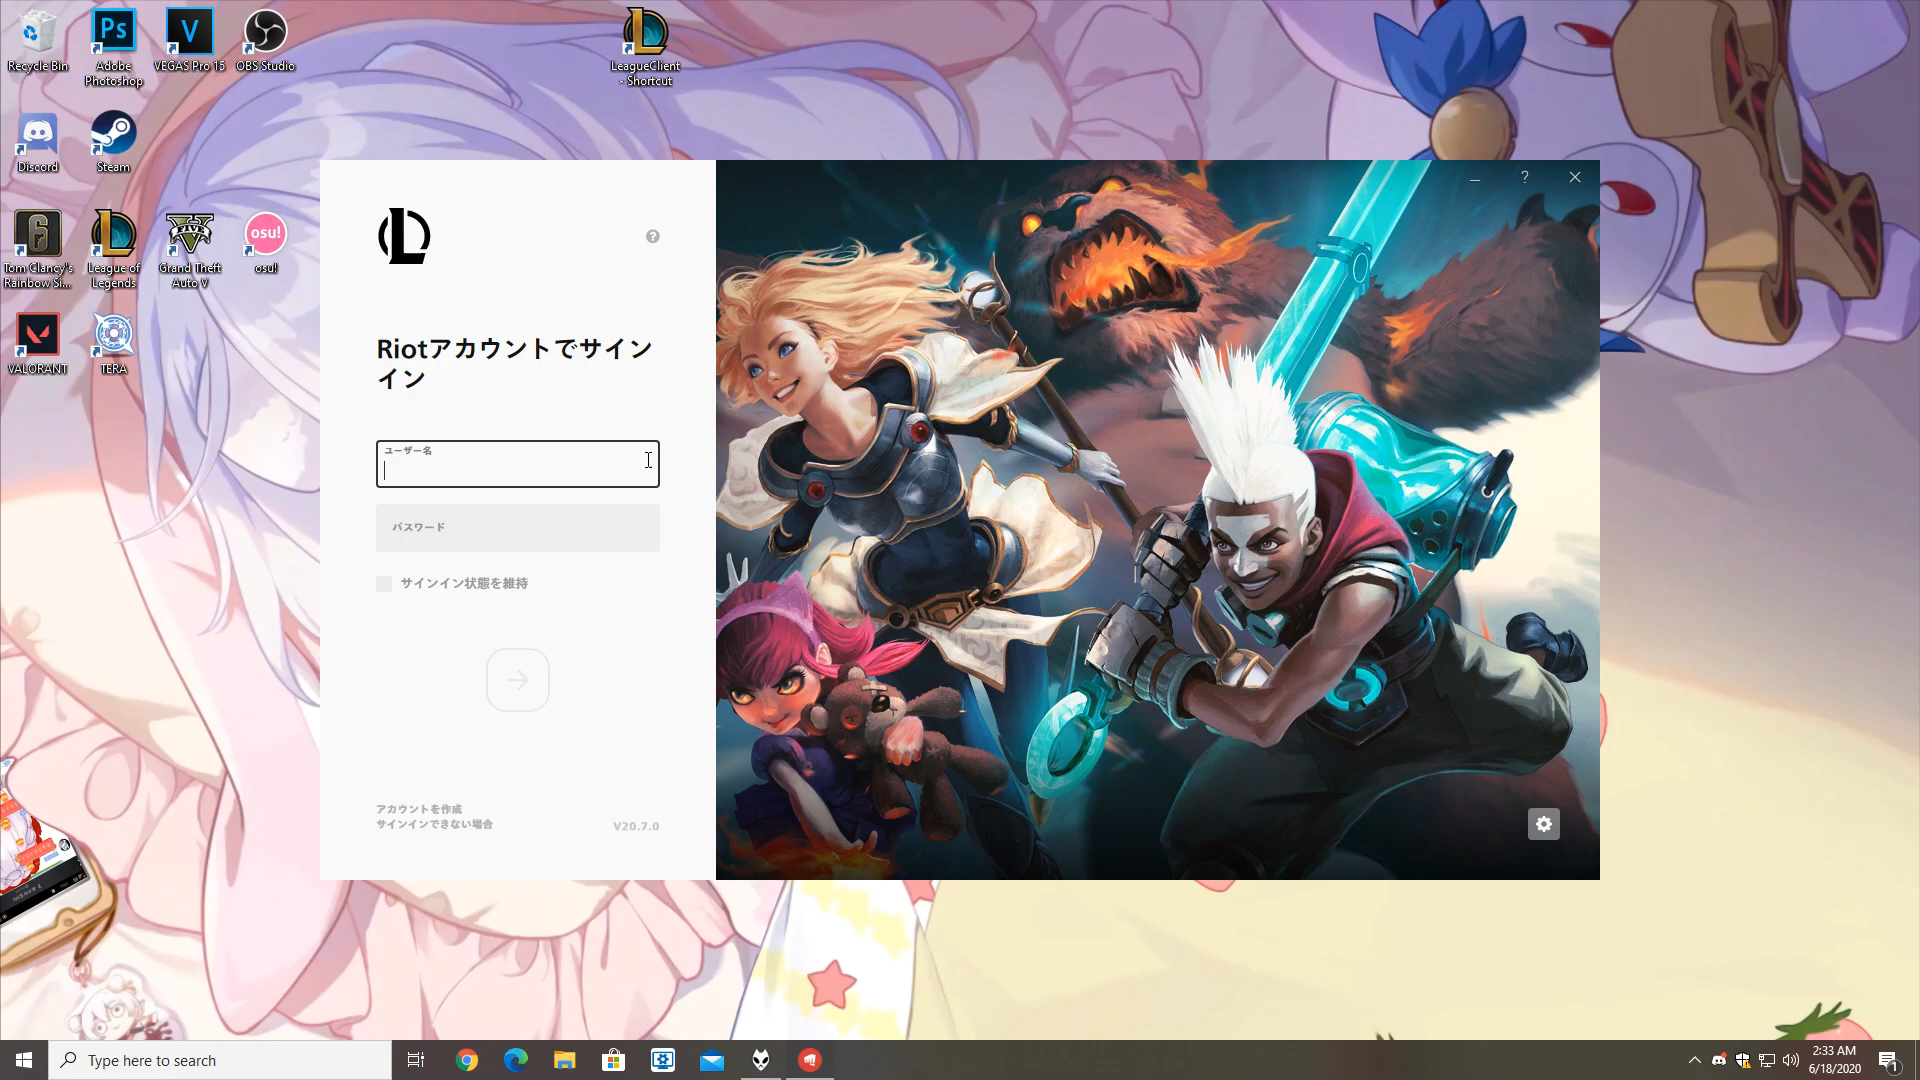 Recycle Bin
Adobe
Photoshop
VEGAS Pro 15
OBS Studio
LeagueClient
- Shortcut
Discord
Steam
Tom Clancy's
Rainbow Si...
League of
Legends
Grand Theft
Auto V
osu!
osu!
VALORANT
TERA
Ps
V
FIVE
6
Riotアカウントでサイン
イン
ユーザー名
パスワード
サインイン状態を維持
アカウントを作成
サインインできない場合
V20.7.0
Type here to search
2:33 AM
6/18/2020
1